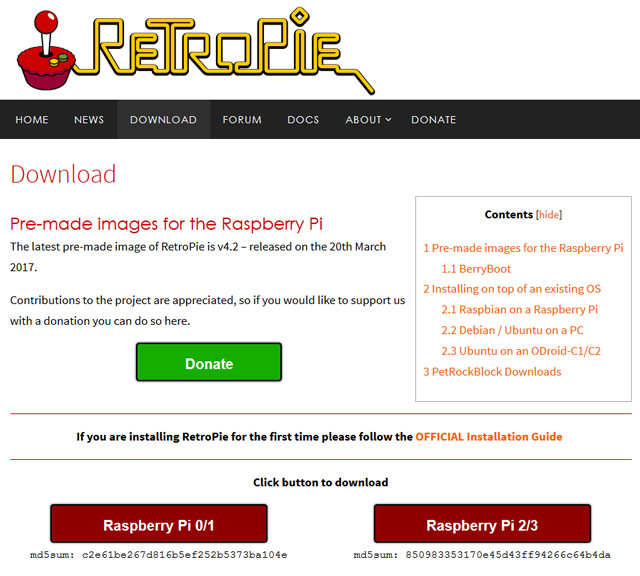 RETROPIE
HOME NEWS DOWNLOAD FORUM DOCS ABOUT DONATE
Download
Pre-made images for the Raspberry Pi
The latest pre-made image of RetroPie is v4.2 – released on the 20th March
2017.
Contributions to the project are appreciated, so if you would like to support us
with a donation you can do so here.
Donate
Contents [hide]
1 Pre-made images for the Raspberry Pi
1.1 BerryBoot
2 Installing on top of an existing OS
2.1 Raspbian on a Raspberry Pi
2.2 Debian / Ubuntu on a PC
2.3 Ubuntu on an ODroid-C1/C2
3 PetRockBlock Downloads
If you are installing RetroPie for the first time please follow the OFFICIAL Installation Guide
Click button to download
Raspberry Pi 0/1
md5sum: c2e61be267d816b5ef252b5373ba104e
Raspberry Pi 2/3
md5sum: 850983353170e45d43ff94266c64b4da